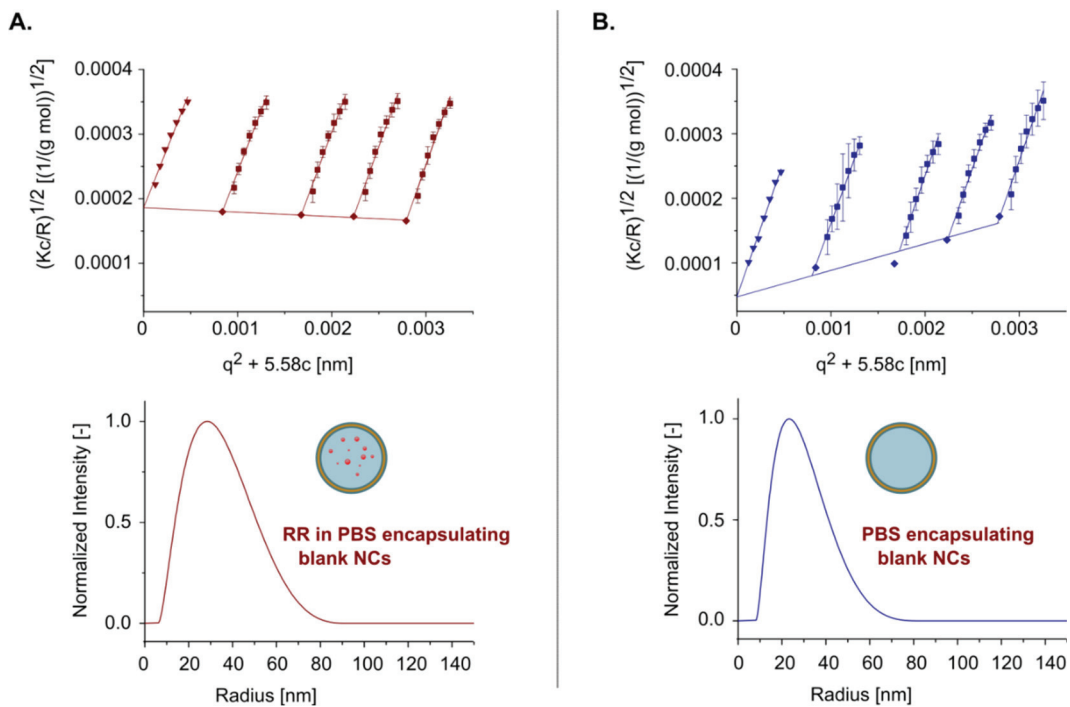 A.
(Kc/R)1/2 [(1/(g mol))1/2]
0.0004
0.0003
0.0002
0.0001
0 0.001 0.002 0.003
q2 + 5.58c [nm]
Normalized Intensity [-]
1.0
0.5
0.0
RR in PBS encapsulating
blank NCs
0 20 40 60 80 100 120 140
Radius [nm]
B.
(Kc/R)1/2 [(1/(g mol))1/2]
0.0004
0.0003
0.0002
0.0001
0 0.001 0.002 0.003
q2 + 5.58c [nm]
Normalized Intensity [-]
1.0
0.5
0.0
PBS encapsulating
blank NCs
0 20 40 60 80 100 120 140
Radius [nm]